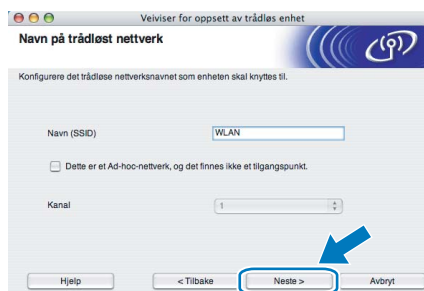 Veiviser for oppsett av trådløs enhet
Navn på trådløst nettverk
Konfigurere det trådløse nettverksnavnet som enheten skal knyttes til.
Navn (SSID) WLAN
Dette er et Ad-hoc-nettverk, og det finnes ikke et tilgangspunkt.
Kanal 1
Hjelp < Tilbake Neste > Avbryt